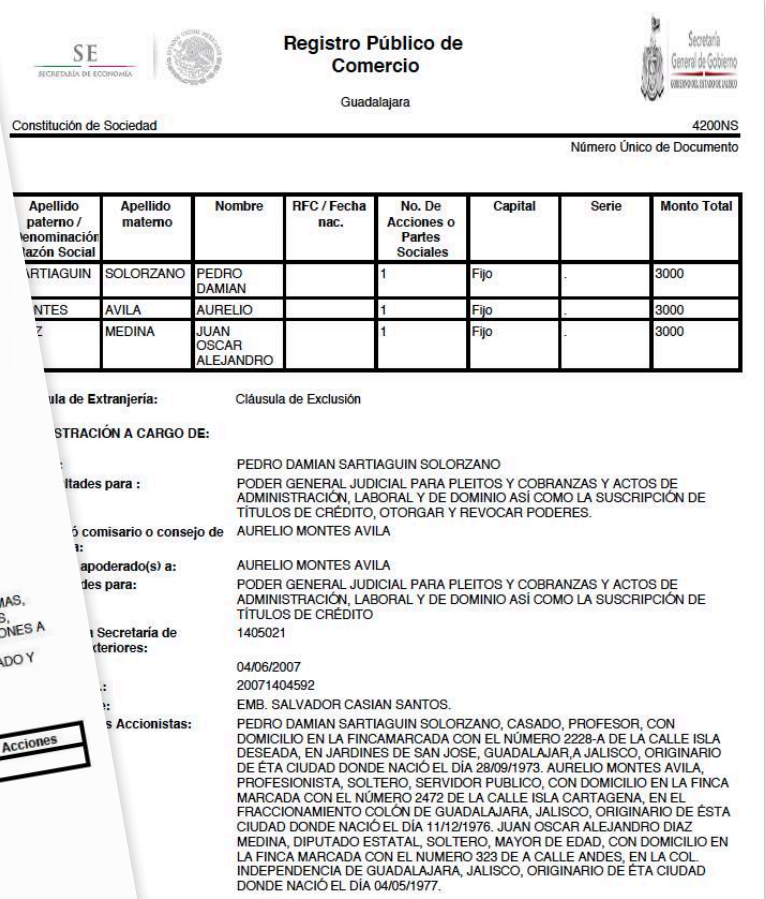 SE
SECRETARÍA DE ECONOMÍA
Registro Público de
Comercio
Guadalajara
Secretaría
General de Gobierno
GOBIERNO DEL ESTADO DE JALISCO
Constitución de Sociedad
4200NS
Número Único de Documento
Apellido paterno / Denominación Razón Social | Apellido materno | Nombre | RFC / Fecha nac. | No. De Acciones o Partes Sociales | Capital | Serie | Monto Total
ARTIAGUIN SOLORZANO PEDRO DAMIAN 1 Fijo . 3000
NTES AVILA AURELIO 1 Fijo . 3000
Z MEDINA JUAN OSCAR ALEJANDRO 1 Fijo . 3000
ula de Extranjería: Cláusula de Exclusión
STRACIÓN A CARGO DE:
: PEDRO DAMIAN SARTIAGUIN SOLORZANO
ltades para : PODER GENERAL JUDICIAL PARA PLEITOS Y COBRANZAS Y ACTOS DE
ADMINISTRACIÓN, LABORAL Y DE DOMINIO ASÍ COMO LA SUSCRIPCIÓN DE
TÍTULOS DE CRÉDITO, OTORGAR Y REVOCAR PODERES.
ó comisario o consejo de AURELIO MONTES AVILA
a:
apoderado(s) a: AURELIO MONTES AVILA
des para: PODER GENERAL JUDICIAL PARA PLEITOS Y COBRANZAS Y ACTOS DE
ADMINISTRACIÓN, LABORAL Y DE DOMINIO ASÍ COMO LA SUSCRIPCIÓN DE
TÍTULOS DE CRÉDITO
Secretaría de 1405021
xteriores:
04/06/2007
.: 20071404592
: EMB. SALVADOR CASIAN SANTOS.
s Accionistas: PEDRO DAMIAN SARTIAGUIN SOLORZANO, CASADO, PROFESOR, CON
DOMICILIO EN LA FINCAMARCADA CON EL NÚMERO 2228-A DE LA CALLE ISLA
DESEADA, EN JARDINES DE SAN JOSE, GUADALAJAR,A JALISCO, ORIGINARIO
DE ÉTA CIUDAD DONDE NACIÓ EL DÍA 28/09/1973. AURELIO MONTES AVILA,
PROFESIONISTA, SOLTERO, SERVIDOR PUBLICO, CON DOMICILIO EN LA FINCA
MARCADA CON EL NÚMERO 2472 DE LA CALLE ISLA CARTAGENA, EN EL
FRACCIONAMIENTO COLÓN DE GUADALAJARA, JALISCO, ORIGINARIO DE ÉSTA
CIUDAD DONDE NACIÓ EL DÍA 11/12/1976. JUAN OSCAR ALEJANDRO DIAZ
MEDINA, DIPUTADO ESTATAL, SOLTERO, MAYOR DE EDAD, CON DOMICILIO EN
LA FINCA MARCADA CON EL NUMERO 323 DE A CALLE ANDES, EN LA COL.
INDEPENDENCIA DE GUADALAJARA, JALISCO, ORIGINARIO DE ÉTA CIUDAD
DONDE NACIÓ EL DÍA 04/05/1977.
MAS,
S,
ONES A
ADO Y
Acciones